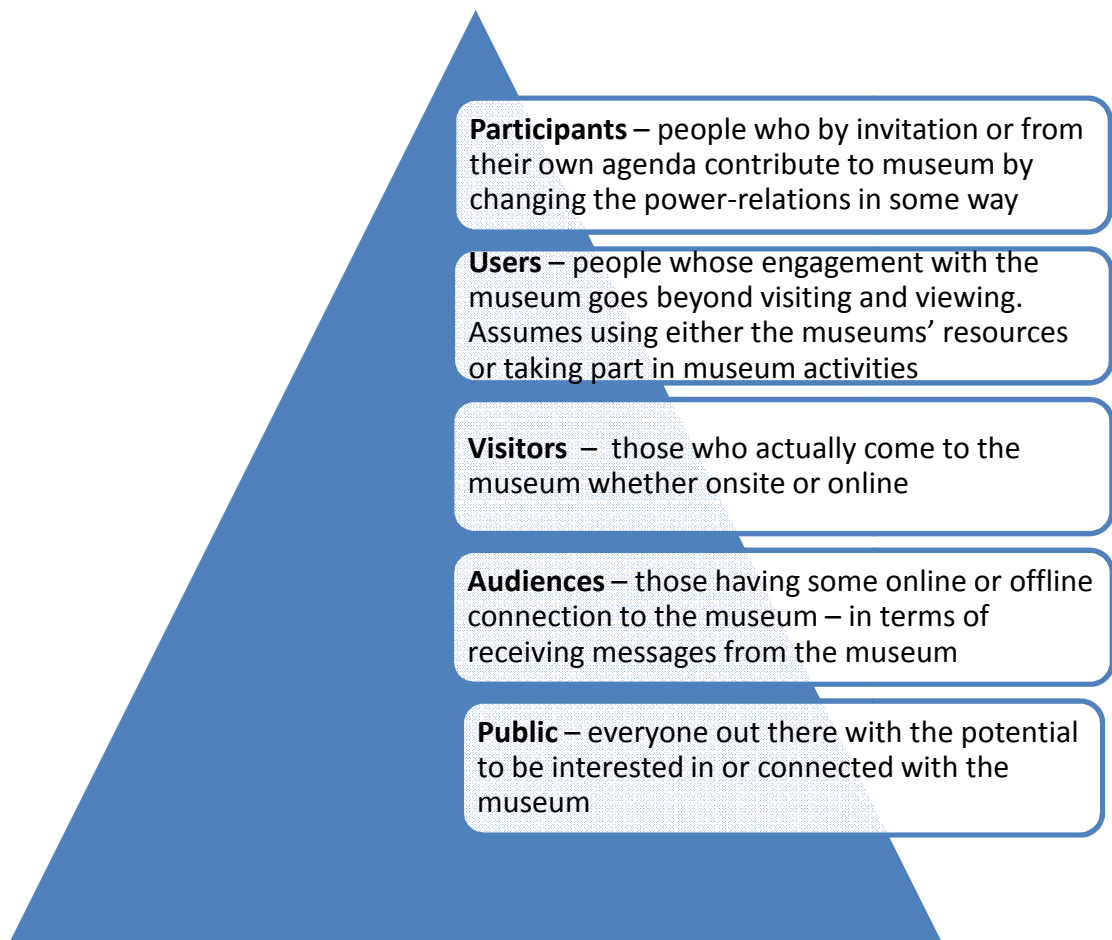 Participants – people who by invitation or from
their own agenda contribute to museum by
changing the power-relations in some way
Users – people whose engagement with the
museum goes beyond visiting and viewing.
Assumes using either the museums’ resources
or taking part in museum activities
Visitors – those who actually come to the
museum whether onsite or online
Audiences – those having some online or offline
connection to the museum – in terms of
receiving messages from the museum
Public – everyone out there with the potential
to be interested in or connected with the
museum